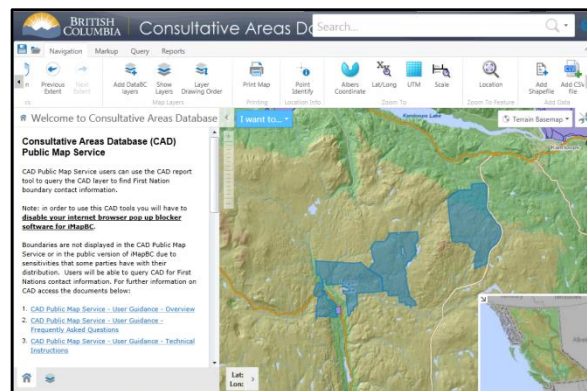 BRITISH
COLUMBIA
Consultative Areas Da
Search...
Navigation
Markup
Query
Reports
Previous
Extent
Next
Extent
Add DataBC
layers
Show
Layers
Layer
Drawing Order
Print Map
Point
Identify
Albers
Coordinate
Lat/Long
UTM
Scale
Location
Add
Shapefile
Add CSV
file
Map Layers
Printing
Location Info
Zoom To
Zoom To Feature
Add Data
Welcome to Consultative Areas Database
I want to...
Terrain Basemap
Kamloops Lake
Kamloops
Consultative Areas Database (CAD)
Public Map Service
CAD Public Map Service users can use the CAD report
tool to query the CAD layer to find First Nation
boundary contact information.
Note: in order to use this CAD tools you will have to
disable your internet browser pop up blocker
software for iMapBC.
Boundaries are not displayed in the CAD Public Map
Service or in the public version of iMapBC due to
sensitivities that some parties have with their
distribution. Users will be able to query CAD for First
Nations contact information. For further information on
CAD access the documents below:
1. CAD Public Map Service - User Guidance - Overview
2. CAD Public Map Service - User Guidance -
Frequently Asked Questions
3. CAD Public Map Service - User Guidance - Technical
Instructions
Lat:
Lon: